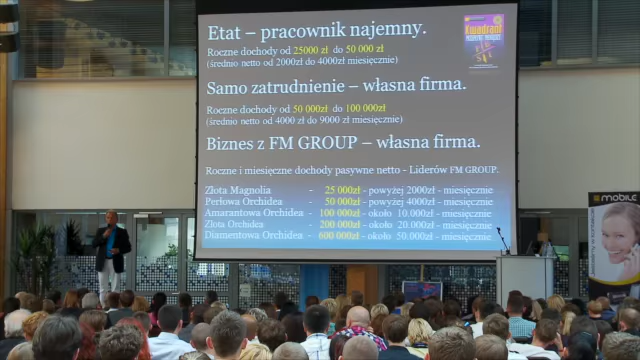 Etat – pracownik najemny.
Roczne dochody od 25000 zł do 50 000 zł
(średnio netto od 2000zł do 4000zł miesięcznie)
Samo zatrudnienie – własna firma.
Roczne dochody od 50 000zł do 100 000zł
(średnio netto od 4000 zł do 9000 zł miesięcznie)
Biznes z FM GROUP – własna firma.
Roczne i miesięczne dochody pasywne netto - Liderów FM GROUP.
Złota Magnolia - 25 000zł - powyżej 2000zł - miesięcznie
Perłowa Orchidea - 50 000zł - powyżej 4000zł - miesięcznie
Amarantowa Orchidea - 100 000zł - około 10.000zł - miesięcznie
Złota Orchidea - 200 000zł - około 20.000zł - miesięcznie
Diamentowa Orchidea - 600 000zł - około 50.000zł - miesięcznie
Kwadrant
mobile